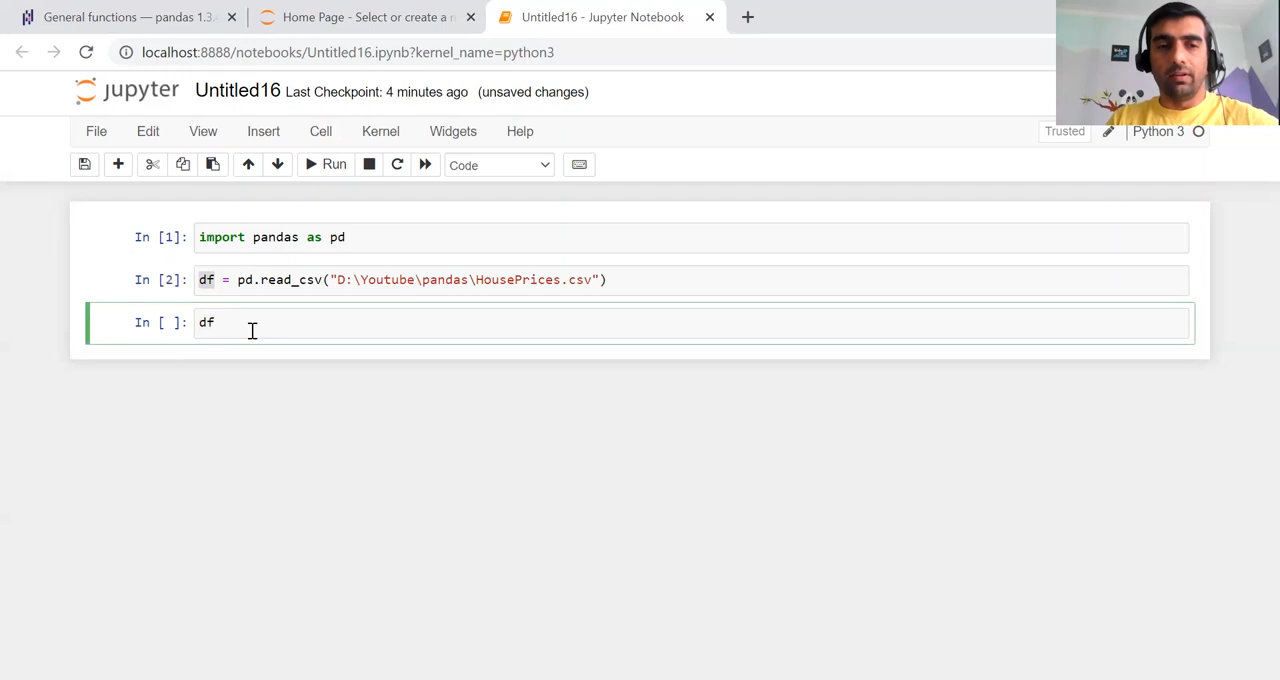 General functions — pandas 1.3.
Home Page - Select or create a n
Untitled16 - Jupyter Notebook
localhost:8888/notebooks/Untitled16.ipynb?kernel_name=python3
jupyter Untitled16 Last Checkpoint: 4 minutes ago (unsaved changes)
File Edit View Insert Cell Kernel Widgets Help
Trusted Python 3
Run Code
In [1]: import pandas as pd
In [2]: df = pd.read_csv("D:\Youtube\pandas\HousePrices.csv")
In [ ]: df